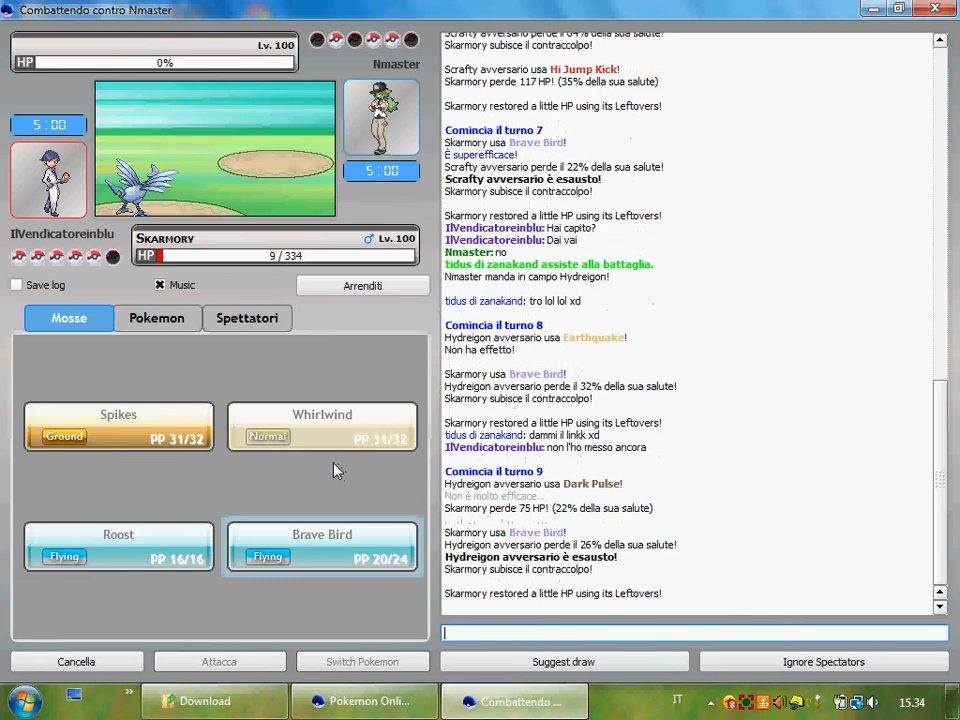 Combattendo contro Nmaster
Lv. 100
HP 0%
Nmaster
5:00
5:00
IlVendicatoreinblu
SKARMORY Lv. 100
HP 9 / 334
Save log
Music
Arrenditi
Mosse
Pokemon
Spettatori
Spikes
Ground PP 31/32
Whirlwind
Normal PP 31/32
Roost
Flying PP 16/16
Brave Bird
Flying PP 20/24
Cancella
Attacca
Switch Pokemon
Skarmory subisce il contraccolpo!
Scrafty avversario usa Hi Jump Kick!
Skarmory perde 117 HP! (35% della sua salute)
Skarmory restored a little HP using its Leftovers!
Comincia il turno 7
Skarmory usa Brave Bird!
È superefficace!
Scrafty avversario perde il 22% della sua salute!
Scrafty avversario è esausto!
Skarmory subisce il contraccolpo!
Skarmory restored a little HP using its Leftovers!
IlVendicatoreinblu: Hai capito?
IlVendicatoreinblu: Dai vai
Nmaster: no
tidus di zanakand assiste alla battaglia.
Nmaster manda in campo Hydreigon!
tidus di zanakand: tro lol lol xd
Comincia il turno 8
Hydreigon avversario usa Earthquake!
Non ha effetto!
Skarmory usa Brave Bird!
Hydreigon avversario perde il 32% della sua salute!
Skarmory subisce il contraccolpo!
Skarmory restored a little HP using its Leftovers!
tidus di zanakand: dammi il linkk xd
IlVendicatoreinblu: non l'ho messo ancora
Comincia il turno 9
Hydreigon avversario usa Dark Pulse!
Non è molto efficace...
Skarmory perde 75 HP! (22% della sua salute)
Skarmory usa Brave Bird!
Hydreigon avversario perde il 26% della sua salute!
Hydreigon avversario è esausto!
Skarmory subisce il contraccolpo!
Skarmory restored a little HP using its Leftovers!
Suggest draw
Ignore Spectators
Download
Pokemon Onli...
Combattendo ...
IT
15.34